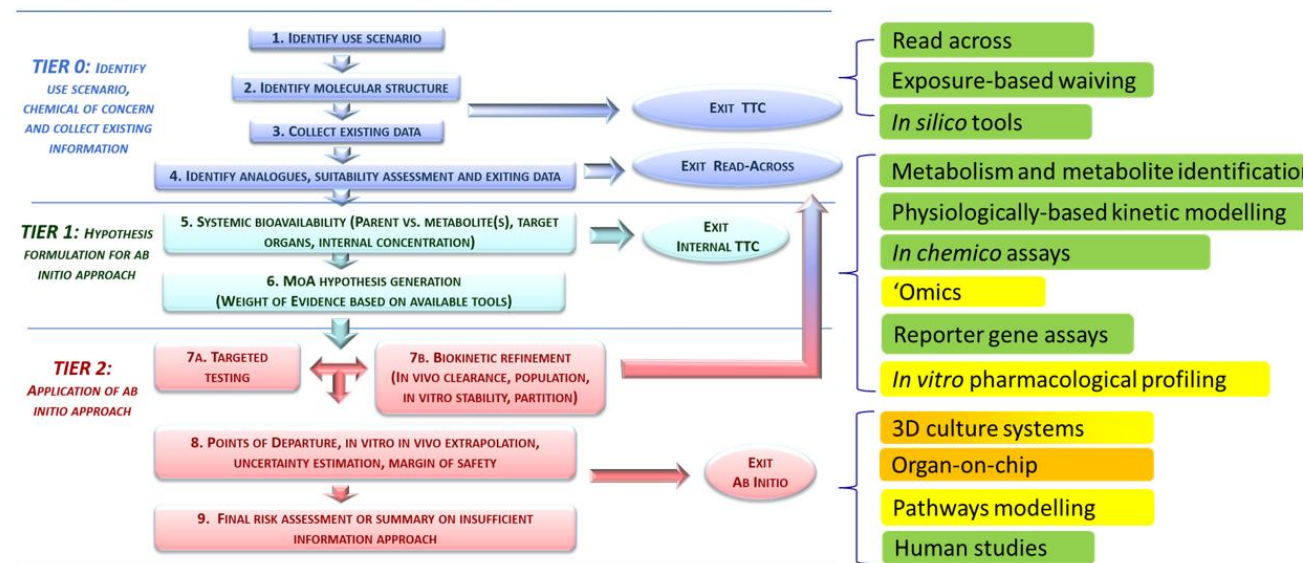 TIER 0: IDENTIFY
USE SCENARIO,
CHEMICAL OF CONCERN
AND COLLECT EXISTING
INFORMATION
1. IDENTIFY USE SCENARIO
2. IDENTIFY MOLECULAR STRUCTURE
3. COLLECT EXISTING DATA
4. IDENTIFY ANALOGUES, SUITABILITY ASSESSMENT AND EXITING DATA
EXIT TTC
EXIT READ-ACROSS
TIER 1: HYPOTHESIS
FORMULATION FOR AB
INITIO APPROACH
5. SYSTEMIC BIOAVAILABILITY (PARENT VS. METABOLITE(S), TARGET
ORGANS, INTERNAL CONCENTRATION)
EXIT
INTERNAL TTC
6. MOA HYPOTHESIS GENERATION
(WEIGHT OF EVIDENCE BASED ON AVAILABLE TOOLS)
TIER 2:
APPLICATION OF AB
INITIO APPROACH
7A. TARGETED
TESTING
7B. BIOKINETIC REFINEMENT
(IN VIVO CLEARANCE, POPULATION,
IN VITRO STABILITY, PARTITION)
8. POINTS OF DEPARTURE, IN VITRO IN VIVO EXTRAPOLATION,
UNCERTAINTY ESTIMATION, MARGIN OF SAFETY
EXIT
AB INITIO
9. FINAL RISK ASSESSMENT OR SUMMARY ON INSUFFICIENT
INFORMATION APPROACH
Read across
Exposure-based waiving
In silico tools
Metabolism and metabolite identification
Physiologically-based kinetic modelling
In chemico assays
‘Omics
Reporter gene assays
In vitro pharmacological profiling
3D culture systems
Organ-on-chip
Pathways modelling
Human studies